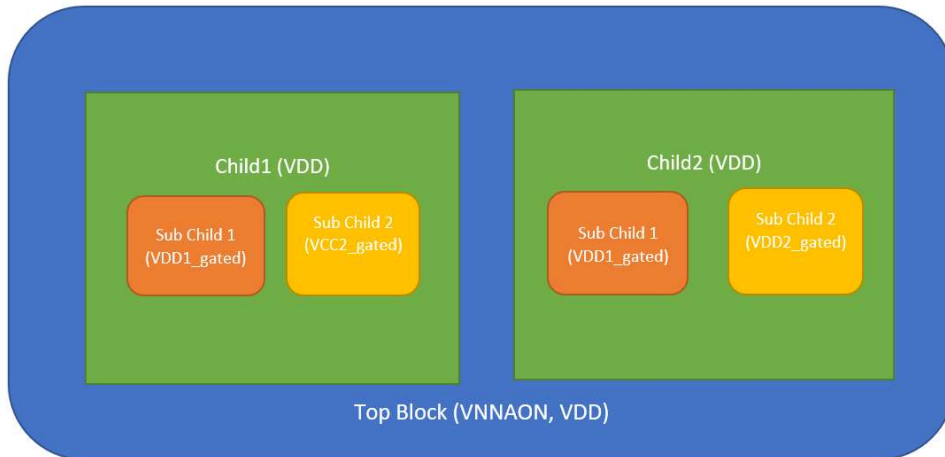 Child1 (VDD)
Sub Child 1
(VDD1_gated)
Sub Child 2
(VCC2_gated)
Child2 (VDD)
Sub Child 1
(VDD1_gated)
Sub Child 2
(VDD2_gated)
Top Block (VNNAON, VDD)